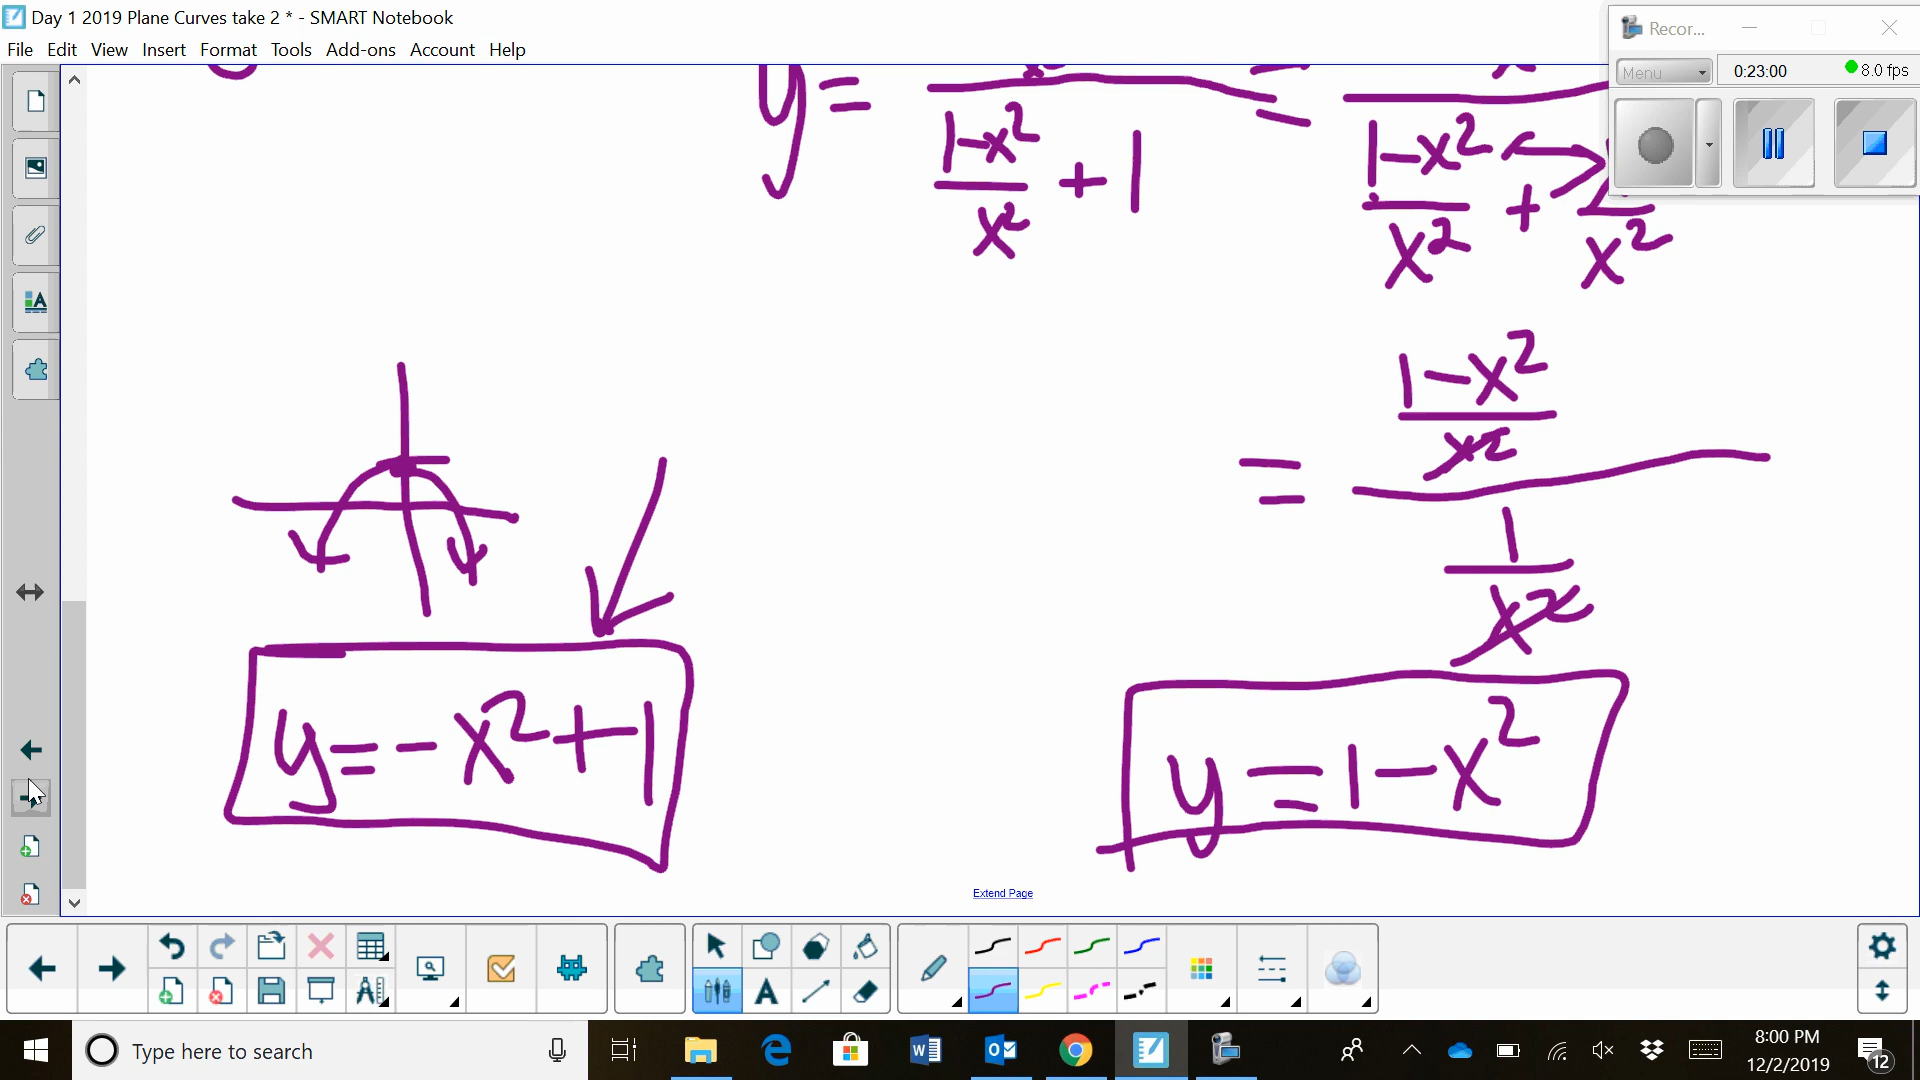 Day 1 2019 Plane Curves take 2 * - SMART Notebook
File Edit View Insert Format Tools Add-ons Account Help
Recor...
Menu 0:23:00 8.0 fps
y =
1-x²
x²
+ 1
=
1-x²
x²
+
x²
=
1-x²
x²
1
x²
y = -x²+1
y = 1-x²
Extend Page
Type here to search
8:00 PM
12/2/2019
12